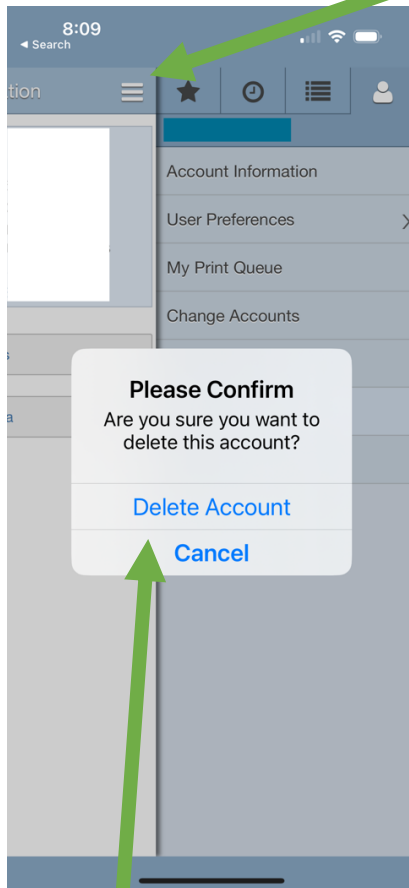 8:09
◄ Search
tion
Account Information
User Preferences
My Print Queue
Change Accounts
s
a
Please Confirm
Are you sure you want to
delete this account?
Delete Account
Cancel